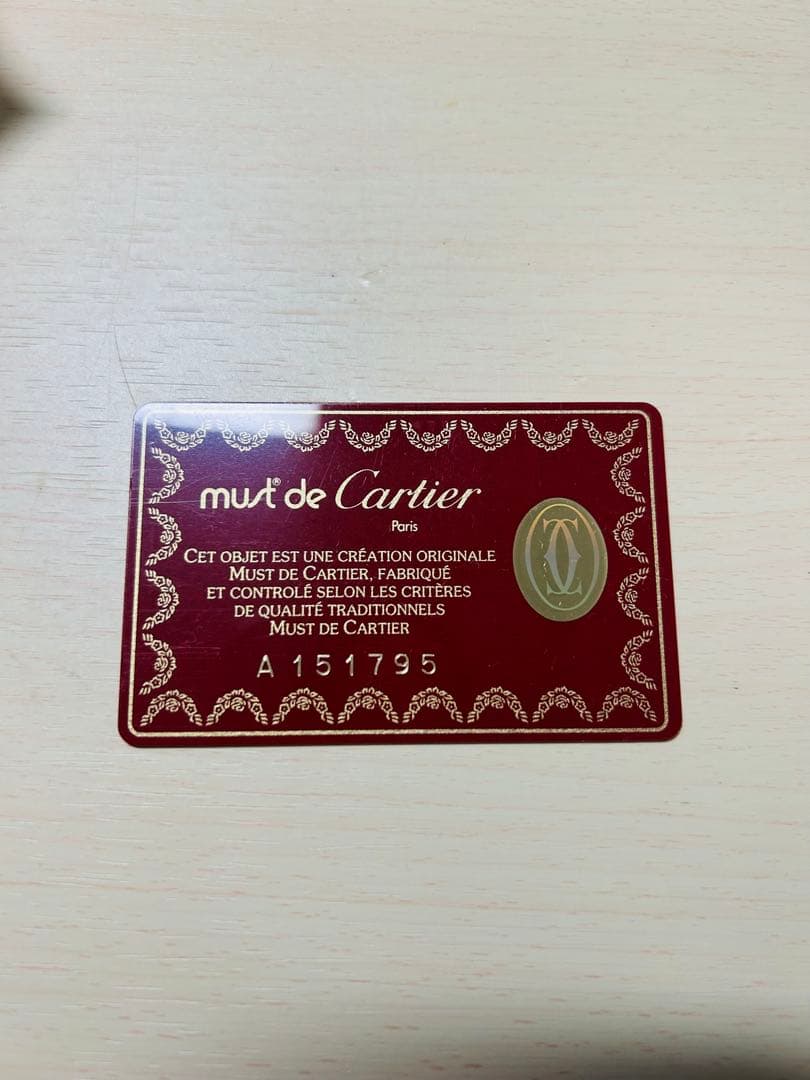 must® de Cartier
Paris
CET OBJET EST UNE CRÉATION ORIGINALE
MUST DE CARTIER, FABRIQUÉ
ET CONTROLÉ SELON LES CRITÈRES
DE QUALITÉ TRADITIONNELS
MUST DE CARTIER
A 151795